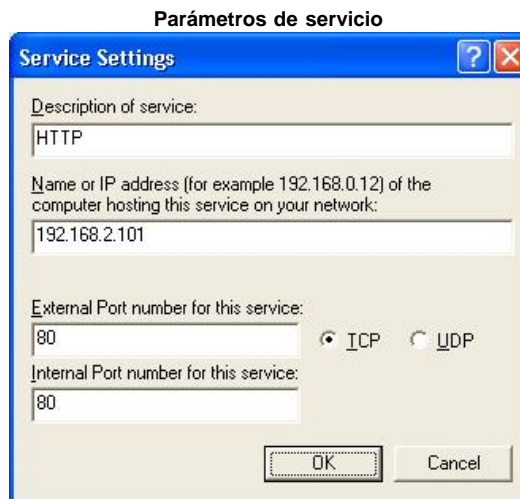 Parámetros de servicio
Service Settings
Description of service:
HTTP
Name or IP address (for example 192.168.0.12) of the
computer hosting this service on your network:
192.168.2.101
External Port number for this service:
80
TCP
UDP
Internal Port number for this service:
80
OK
Cancel